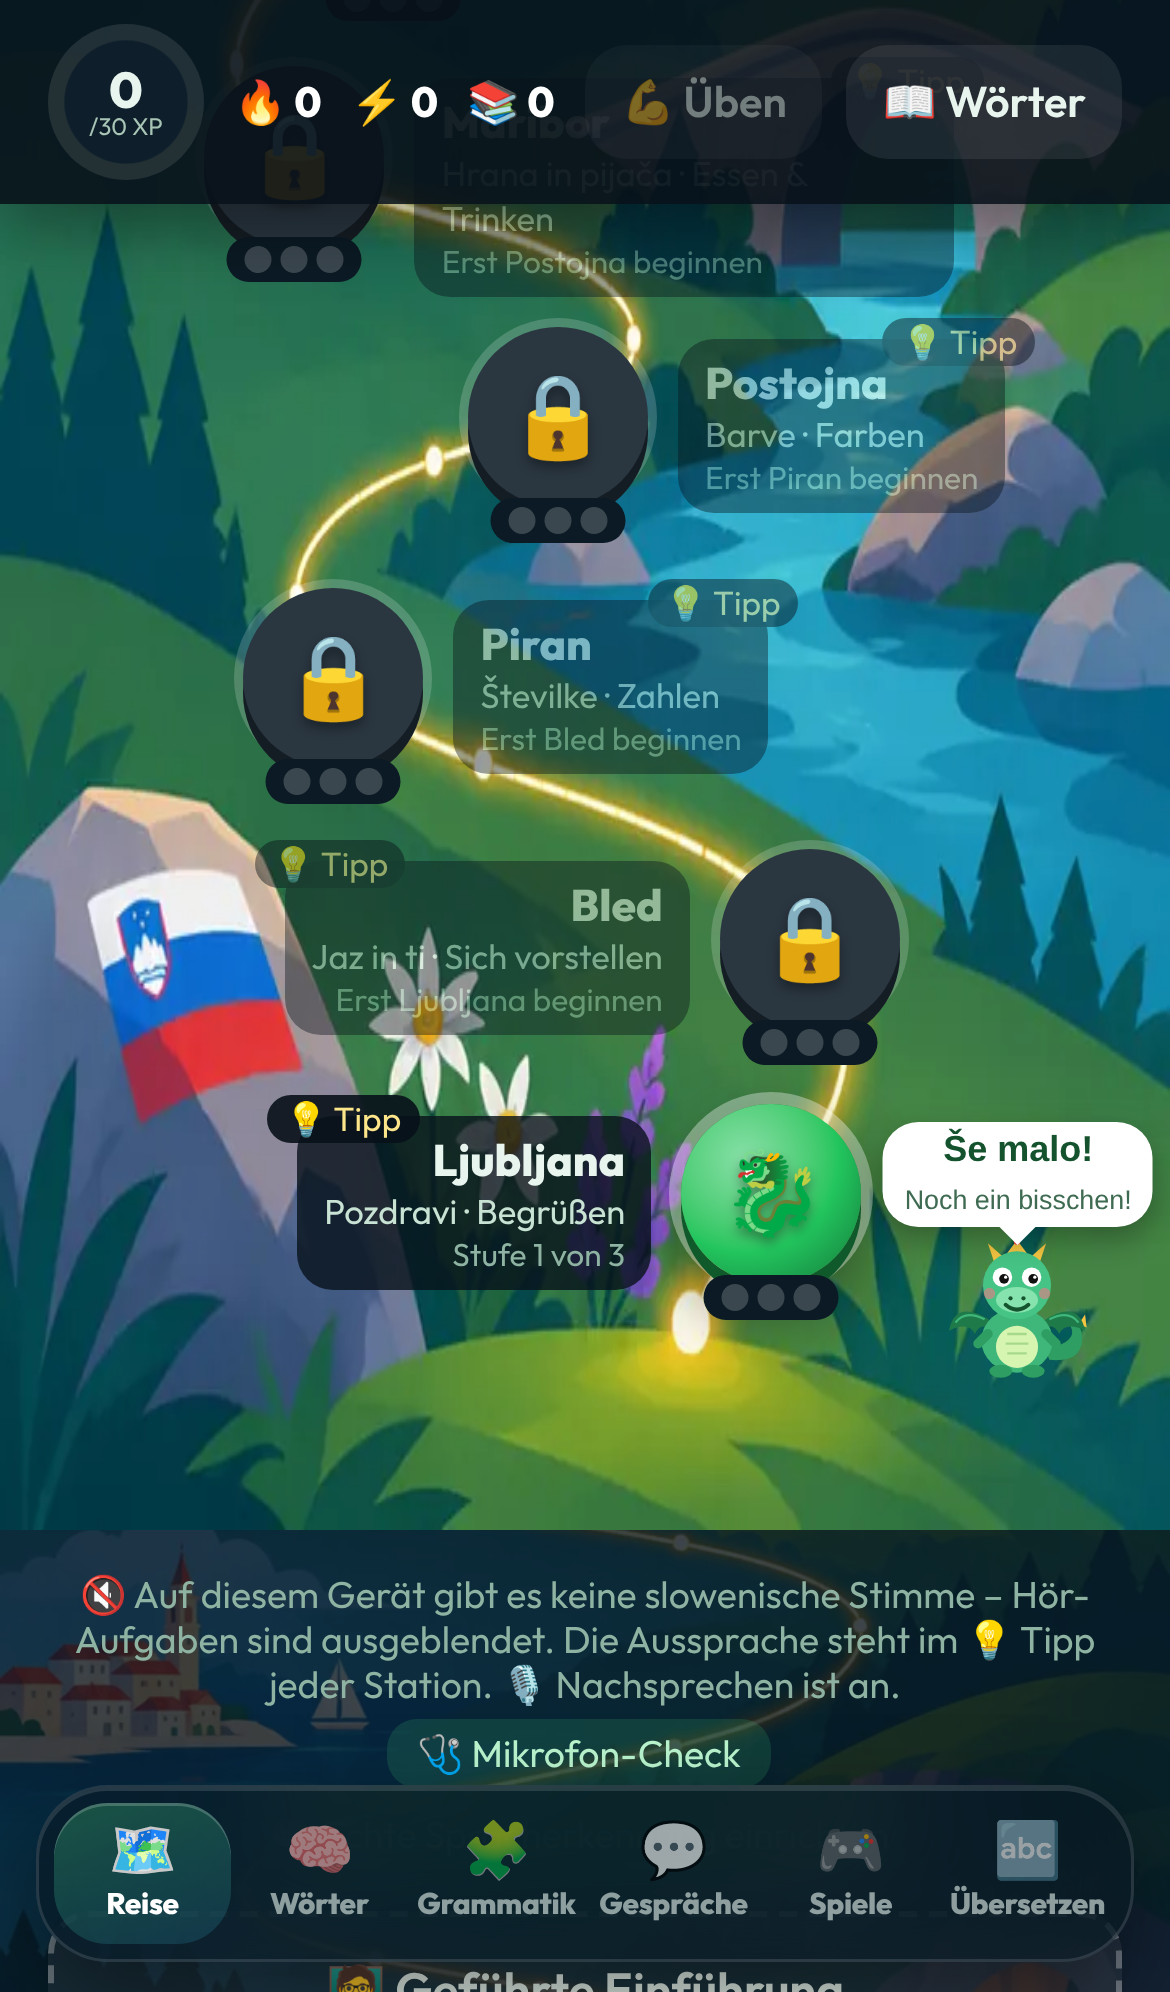 0
/30 XP
🔥 0 ⚡ 0 📚 0 💪 Üben 📖 Wörter
Tipp
Maribor
Hrana in pijača · Essen &
Trinken
Erst Postojna beginnen
💡 Tipp
Postojna
Barve · Farben
Erst Piran beginnen
💡 Tipp
Piran
Številke · Zahlen
Erst Bled beginnen
💡 Tipp
Bled
Jaz in ti · Sich vorstellen
Erst Ljubljana beginnen
💡 Tipp
Ljubljana
Pozdravi · Begrüßen
Stufe 1 von 3
Še malo!
Noch ein bisschen!
🔇 Auf diesem Gerät gibt es keine slowenische Stimme – Hör-
Aufgaben sind ausgeblendet. Die Aussprache steht im 💡 Tipp
jeder Station. 🎙️ Nachsprechen ist an.
🩺 Mikrofon-Check
Reise Wörter Grammatik Gespräche Spiele abc Übersetzen
Geführte Einführung